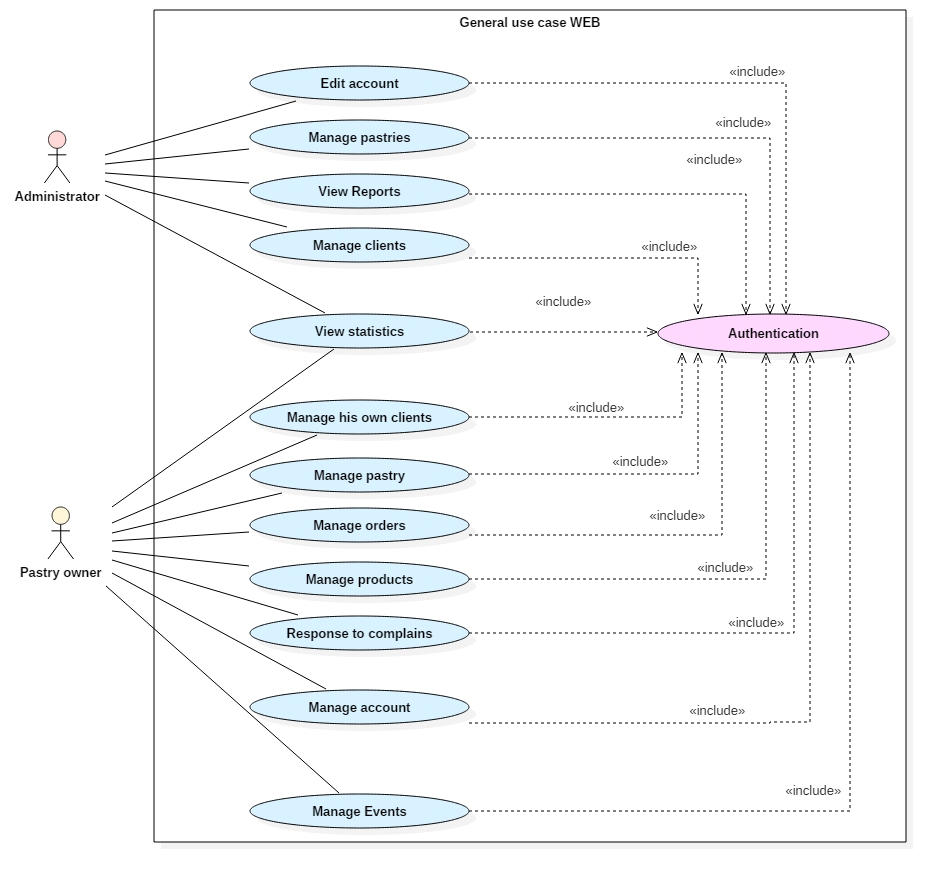 General use case WEB
Edit account
«include»
Manage pastries
«include»
Administrator
View Reports
«include»
Manage clients
«include»
View statistics
«include»
Authentication
Manage his own clients
«include»
Manage pastry
«include»
Manage orders
«include»
Pastry owner
Manage products
«include»
Response to complains
«include»
Manage account
«include»
Manage Events
«include»